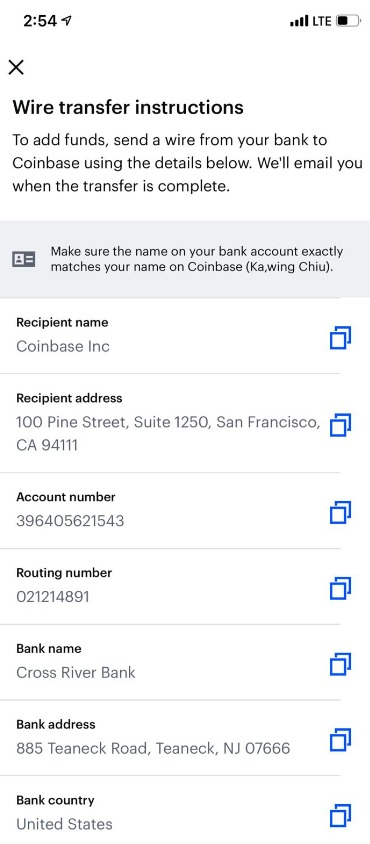 2:54
LTE
Wire transfer instructions
To add funds, send a wire from your bank to
Coinbase using the details below. We'll email you
when the transfer is complete.
Make sure the name on your bank account exactly
matches your name on Coinbase (Ka,wing Chiu).
Recipient name
Coinbase Inc
Recipient address
100 Pine Street, Suite 1250, San Francisco,
CA 94111
Account number
396405621543
Routing number
021214891
Bank name
Cross River Bank
Bank address
885 Teaneck Road, Teaneck, NJ 07666
Bank country
United States